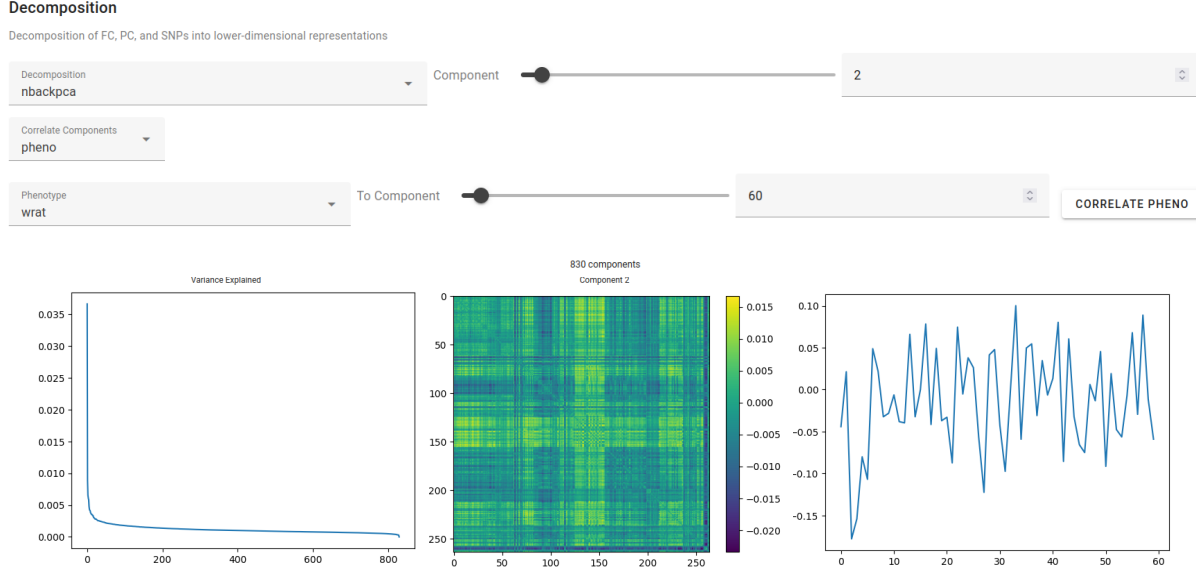 Decomposition
Decomposition of FC, PC, and SNPs into lower-dimensional representations
Decomposition
nbackpca
Component
2
Correlate Components
pheno
Phenotype
wrat
To Component
60
CORRELATE PHENO
830 components
Variance Explained
0.035
0.030
0.025
0.020
0.015
0.010
0.005
0.000
0 200 400 600 800
Component 2
0
50
100
150
200
250
0 50 100 150 200 250
0.015
0.010
0.005
0.000
−0.005
−0.010
−0.015
−0.020
0.10
0.05
0.00
−0.05
−0.10
−0.15
0 10 20 30 40 50 60